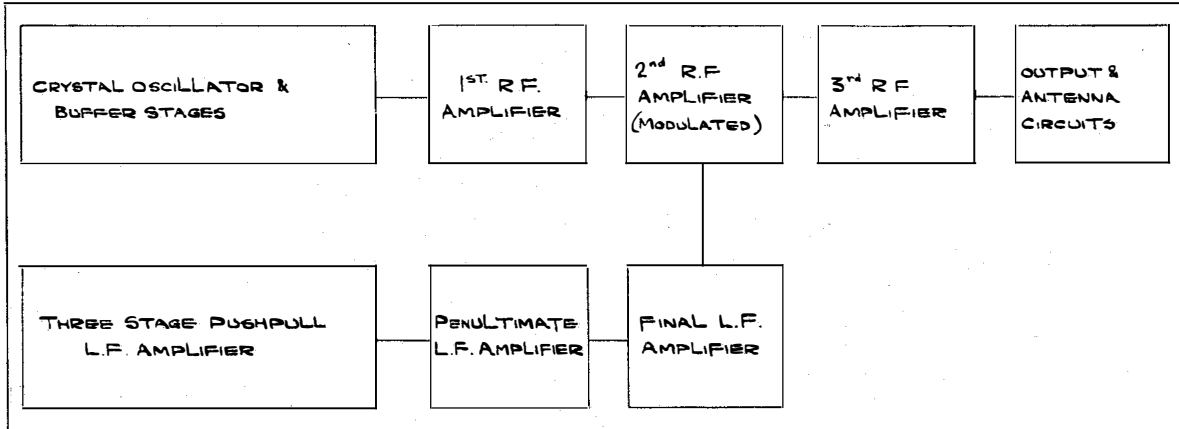 CRYSTAL OSCILLATOR &
BUFFER STAGES
1ST. R.F.
AMPLIFIER
2nd R.F
AMPLIFIER
(MODULATED)
3rd R F
AMPLIFIER
OUTPUT &
ANTENNA
CIRCUITS
THREE STAGE PUSHPULL
L.F. AMPLIFIER
PENULTIMATE
L.F. AMPLIFIER
FINAL L.F.
AMPLIFIER